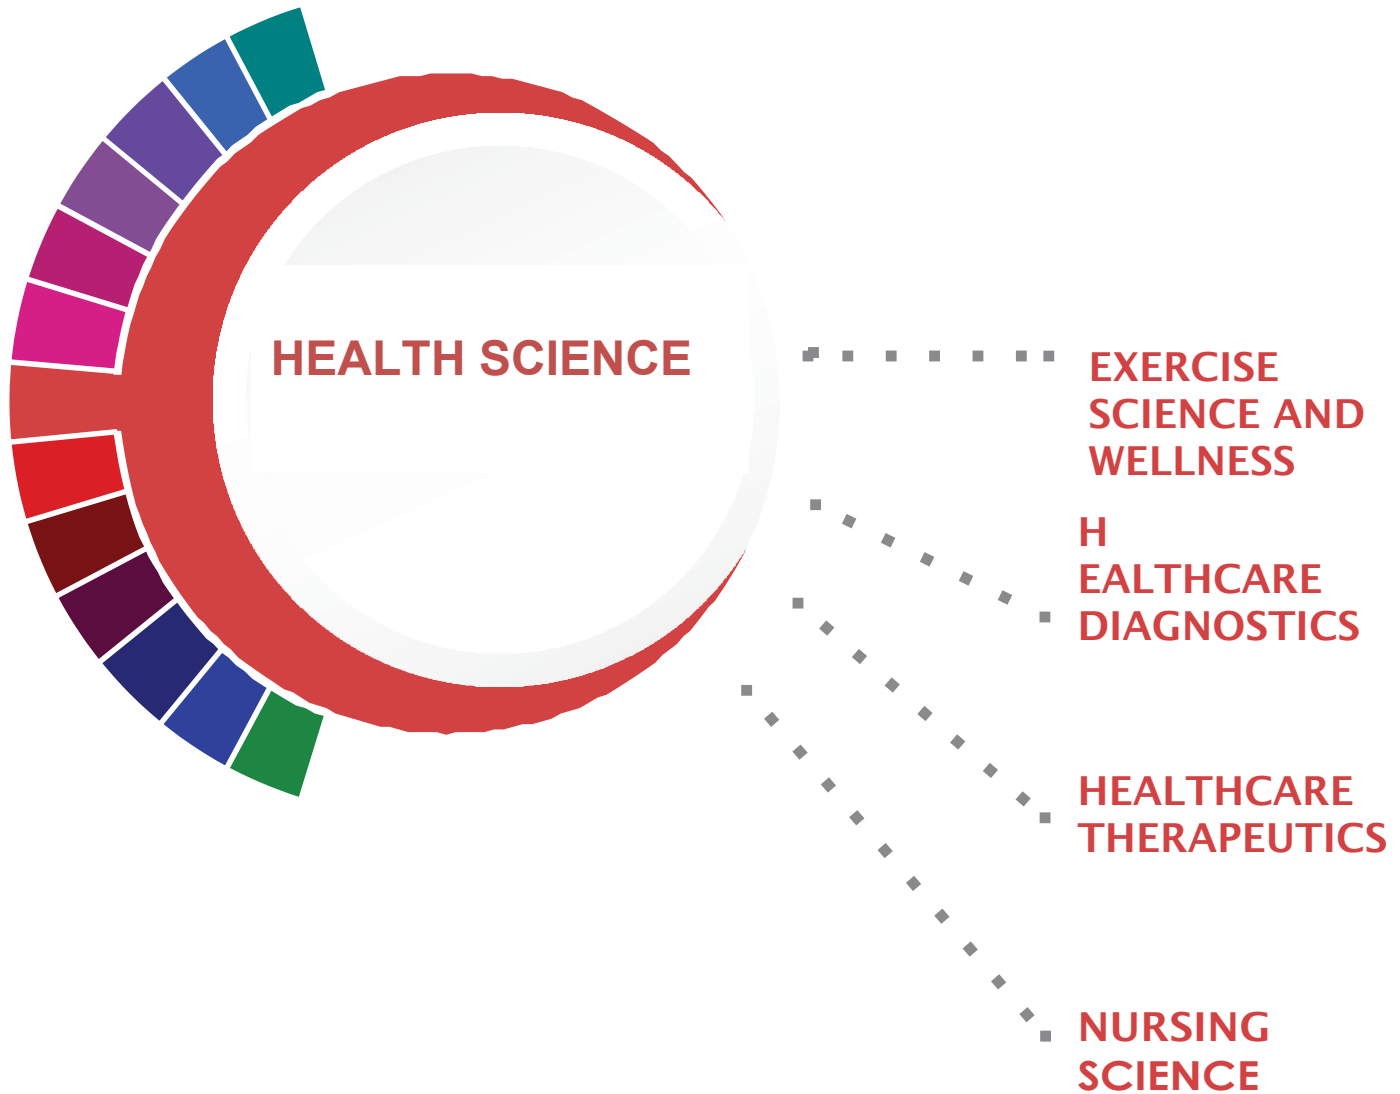 HEALTH SCIENCE
EXERCISE
SCIENCE AND
WELLNESS
H
EALTHCARE
DIAGNOSTICS
HEALTHCARE
THERAPEUTICS
NURSING
SCIENCE